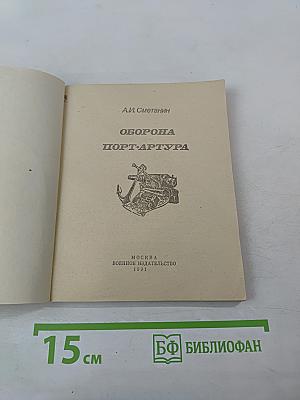 А.И. Сметанин
ОБОРОНА
ПОРТ-АРТУРА
МОСКВА
ВОЕННОЕ ИЗДАТЕЛЬСТВО
1991
15 см
БФ БИБЛИОФАН